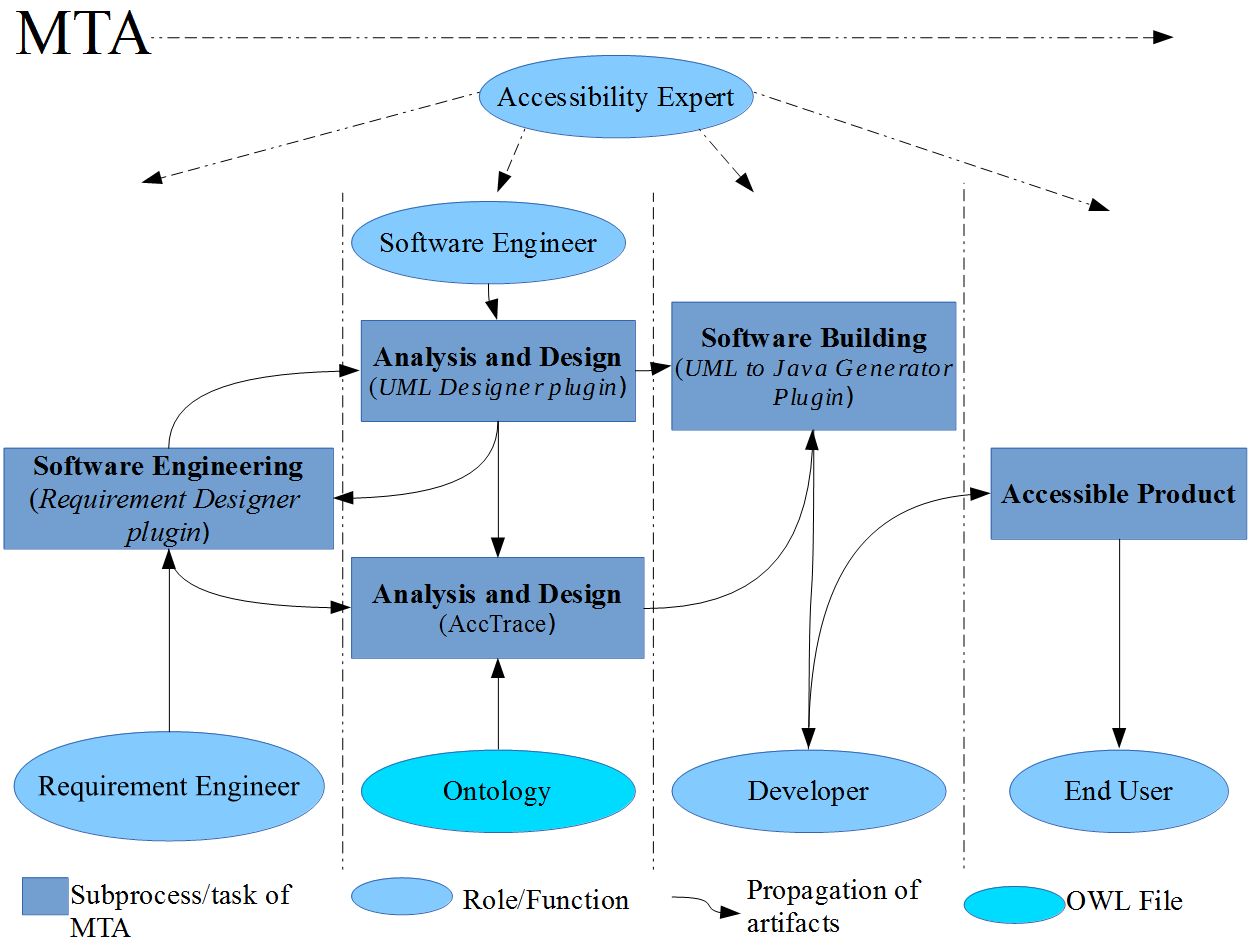 MTA
Accessibility Expert
Software Engineer
Analysis and Design
(UML Designer plugin)
Software Building
(UML to Java Generator
Plugin)
Software Engineering
(Requirement Designer
plugin)
Accessible Product
Analysis and Design
(AccTrace)
Requirement Engineer
Ontology
Developer
End User
Subprocess/task of
MTA
Role/Function
Propagation of
artifacts
OWL File